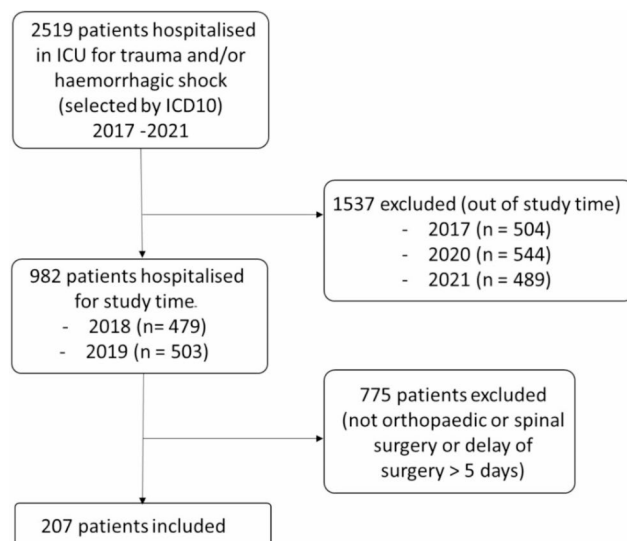 2519 patients hospitalised
in ICU for trauma and/or
haemorrhagic shock
(selected by ICD10)
2017 -2021
1537 excluded (out of study time)
- 2017 (n = 504)
- 2020 (n = 544)
- 2021 (n = 489)
982 patients hospitalised
for study time.
- 2018 (n= 479)
- 2019 (n = 503)
775 patients excluded
(not orthopaedic or spinal
surgery or delay of
surgery > 5 days)
207 patients included